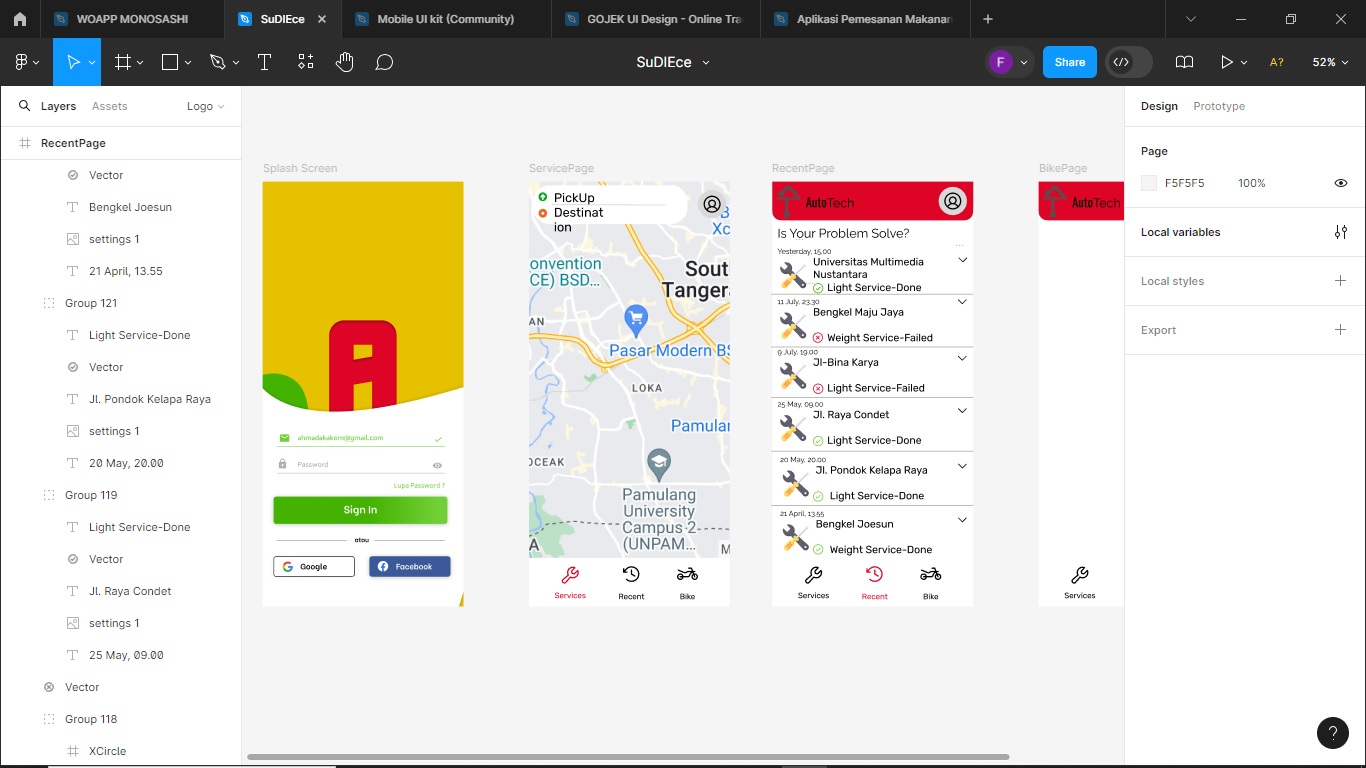 WOAPP MONOSASHI
SuDIEce
Mobile UI kit (Community)
GOJEK UI Design - Online Tra
Aplikasi Pemesanan Makanan
SuDIEce
F
Share
A?
52%
Layers
Assets
Logo
RecentPage
Vector
Bengkel Joesun
settings 1
21 April, 13.55
Group 121
Light Service-Done
Vector
Jl. Pondok Kelapa Raya
settings 1
20 May, 20.00
Group 119
Light Service-Done
Vector
Jl. Raya Condet
settings 1
25 May, 09.00
Vector
Group 118
XCircle
Splash Screen
A
ahmadakakom@gmail.com
Password
Lupa Password ?
Sign In
atau
Google
Facebook
ServicePage
PickUp
Destinat
ion
B
Xc
onvention
CE) BSD...
Sout
Tangera
AN
Pasar Modern BS
LOKA
Pamular
OCEAK
Pamulang
University
Campus 2
(UNPAM...
A
M
Services
Recent
Bike
RecentPage
AutoTech
Is Your Problem Solve?
...
Yesterday, 15.00
Universitas Multimedia
Nustantara
Light Service-Done
11 July, 23.30
Bengkel Maju Jaya
Weight Service-Failed
9 July, 19.00
Jl-Bina Karya
Light Service-Failed
25 May, 09.00
Jl. Raya Condet
Light Service-Done
20 May, 20.00
Jl. Pondok Kelapa Raya
Light Service-Done
21 April, 13.55
Bengkel Joesun
Weight Service-Done
Services
Recent
Bike
BikePage
AutoTech
Services
Design
Prototype
Page
F5F5F5
100%
Local variables
Local styles
Export
?